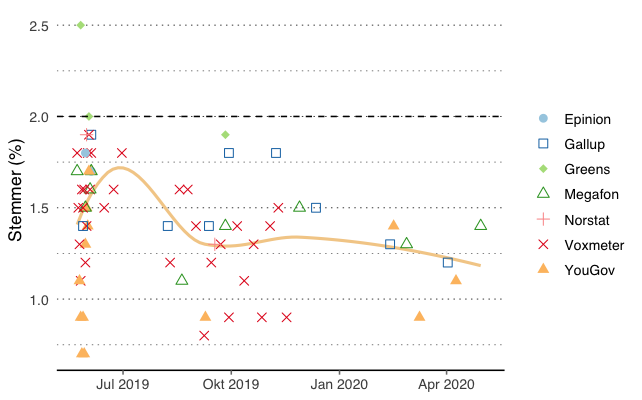 2.5
2.0
1.5
1.0
Stemmer (%)
Jul 2019
Okt 2019
Jan 2020
Apr 2020
Epinion
Gallup
Greens
Megafon
Norstat
Voxmeter
YouGov